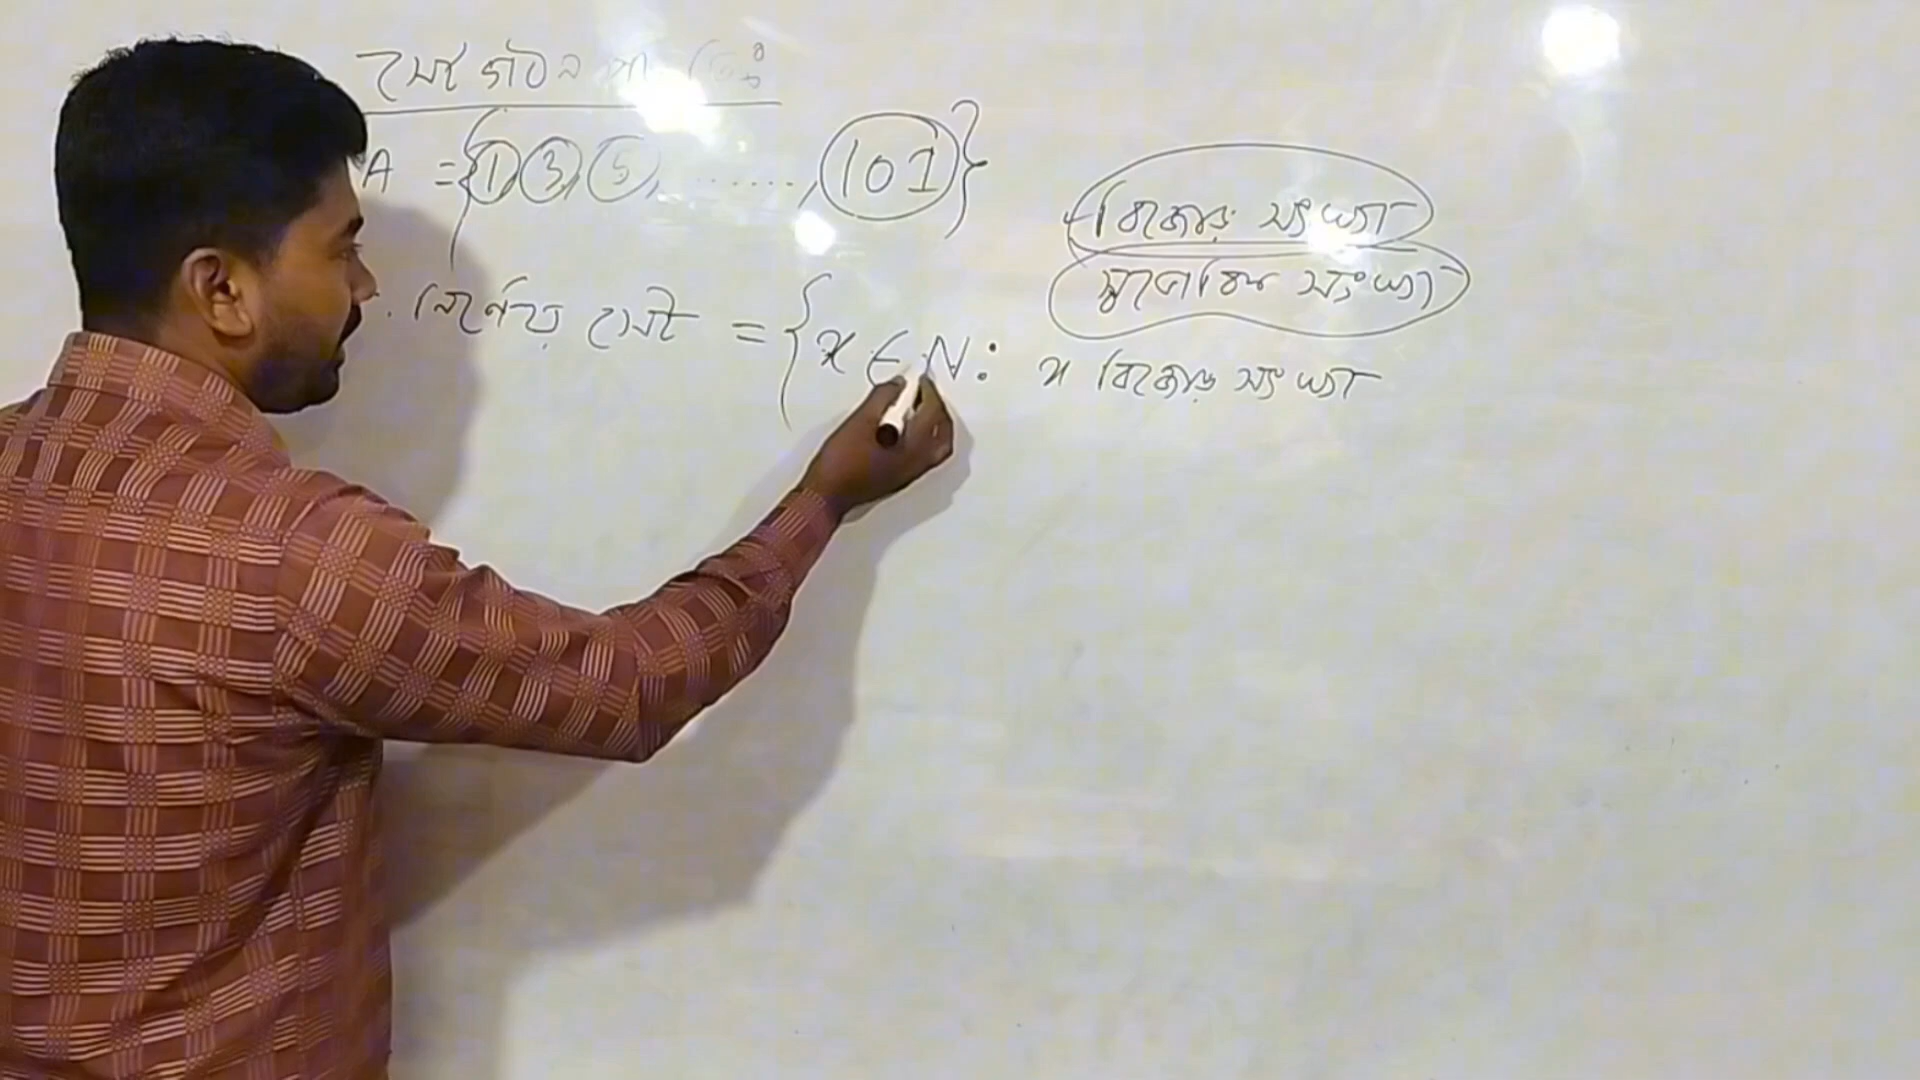 সেট গঠন পদ্ধতিঃ
A = {1, 3, 5, ......., 101}
বিজোড় সংখ্যা
মৌলিক সংখ্যা
নির্ণেয় সেট = {x ∈ N: x বিজোড় সংখ্যা